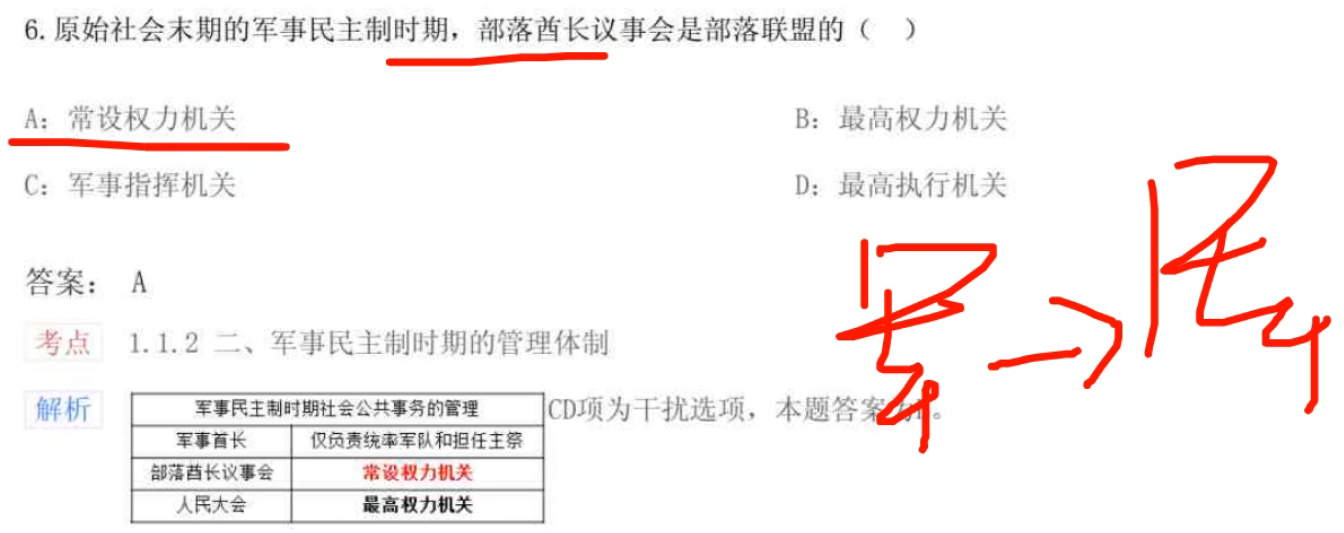 6.原始社会末期的军事民主制时期，部落酋长议事会是部落联盟的（ ）
A：常设权力机关
B：最高权力机关
C：军事指挥机关
D：最高执行机关
答案： A
考点 1.1.2 二、军事民主制时期的管理体制
解析
军事民主制时期社会公共事务的管理
军事首长 仅负责统率军队和担任主祭
部落酋长议事会 常设权力机关
人民大会 最高权力机关
CD项为干扰选项，本题答案